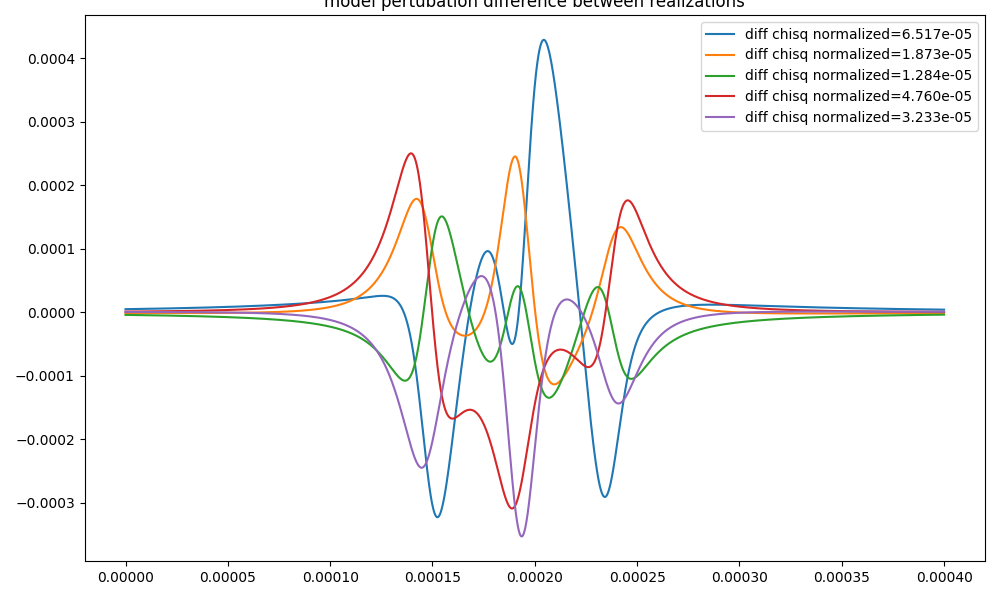 model pertubation difference between realizations
diff chisq normalized=6.517e-05
diff chisq normalized=1.873e-05
diff chisq normalized=1.284e-05
diff chisq normalized=4.760e-05
diff chisq normalized=3.233e-05
0.0004
0.0003
0.0002
0.0001
0.0000
−0.0001
−0.0002
−0.0003
0.00000 0.00005 0.00010 0.00015 0.00020 0.00025 0.00030 0.00035 0.00040